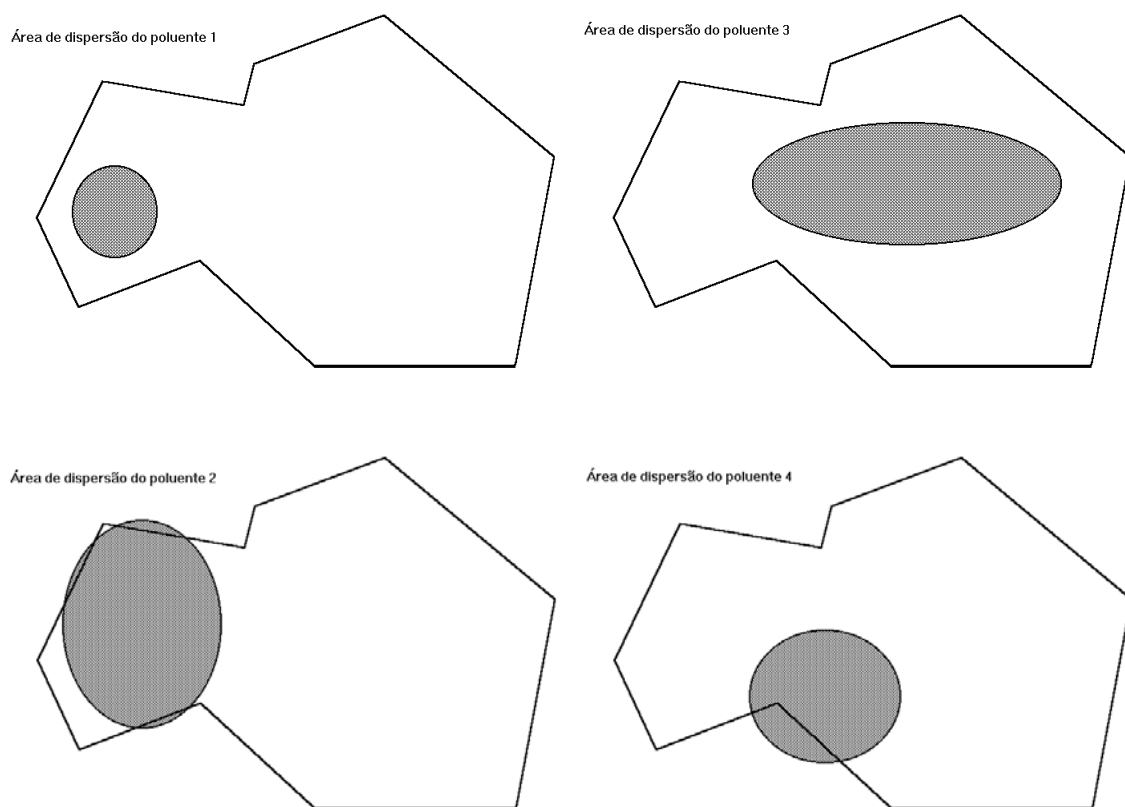 Área de dispersão do poluente 1
Área de dispersão do poluente 3
Área de dispersão do poluente 2
Área de dispersão do poluente 4